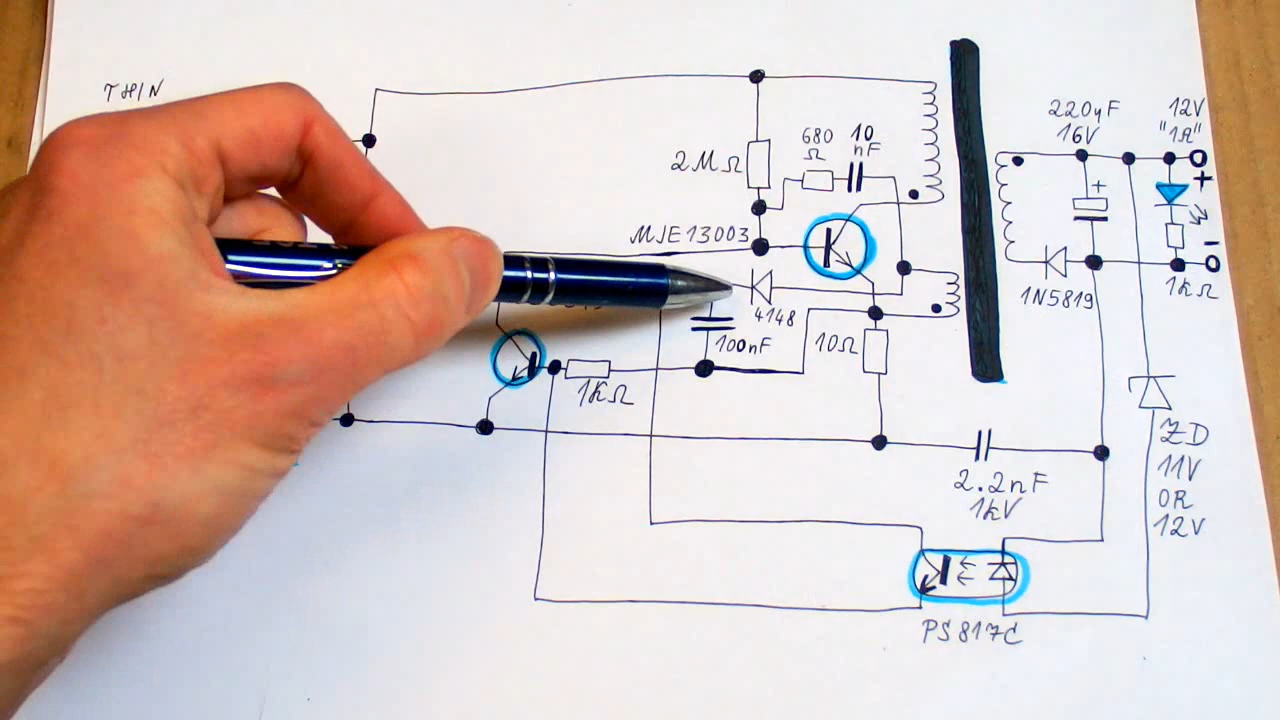 THIN
220µF
16V
12V
"1A"
+
680
Ω
10
nF
2MΩ
+
MJE13003
-
1N5819
1kΩ
4148
100nF
10Ω
1KΩ
ZD
11V
OR
12V
2.2nF
1kV
PS817C